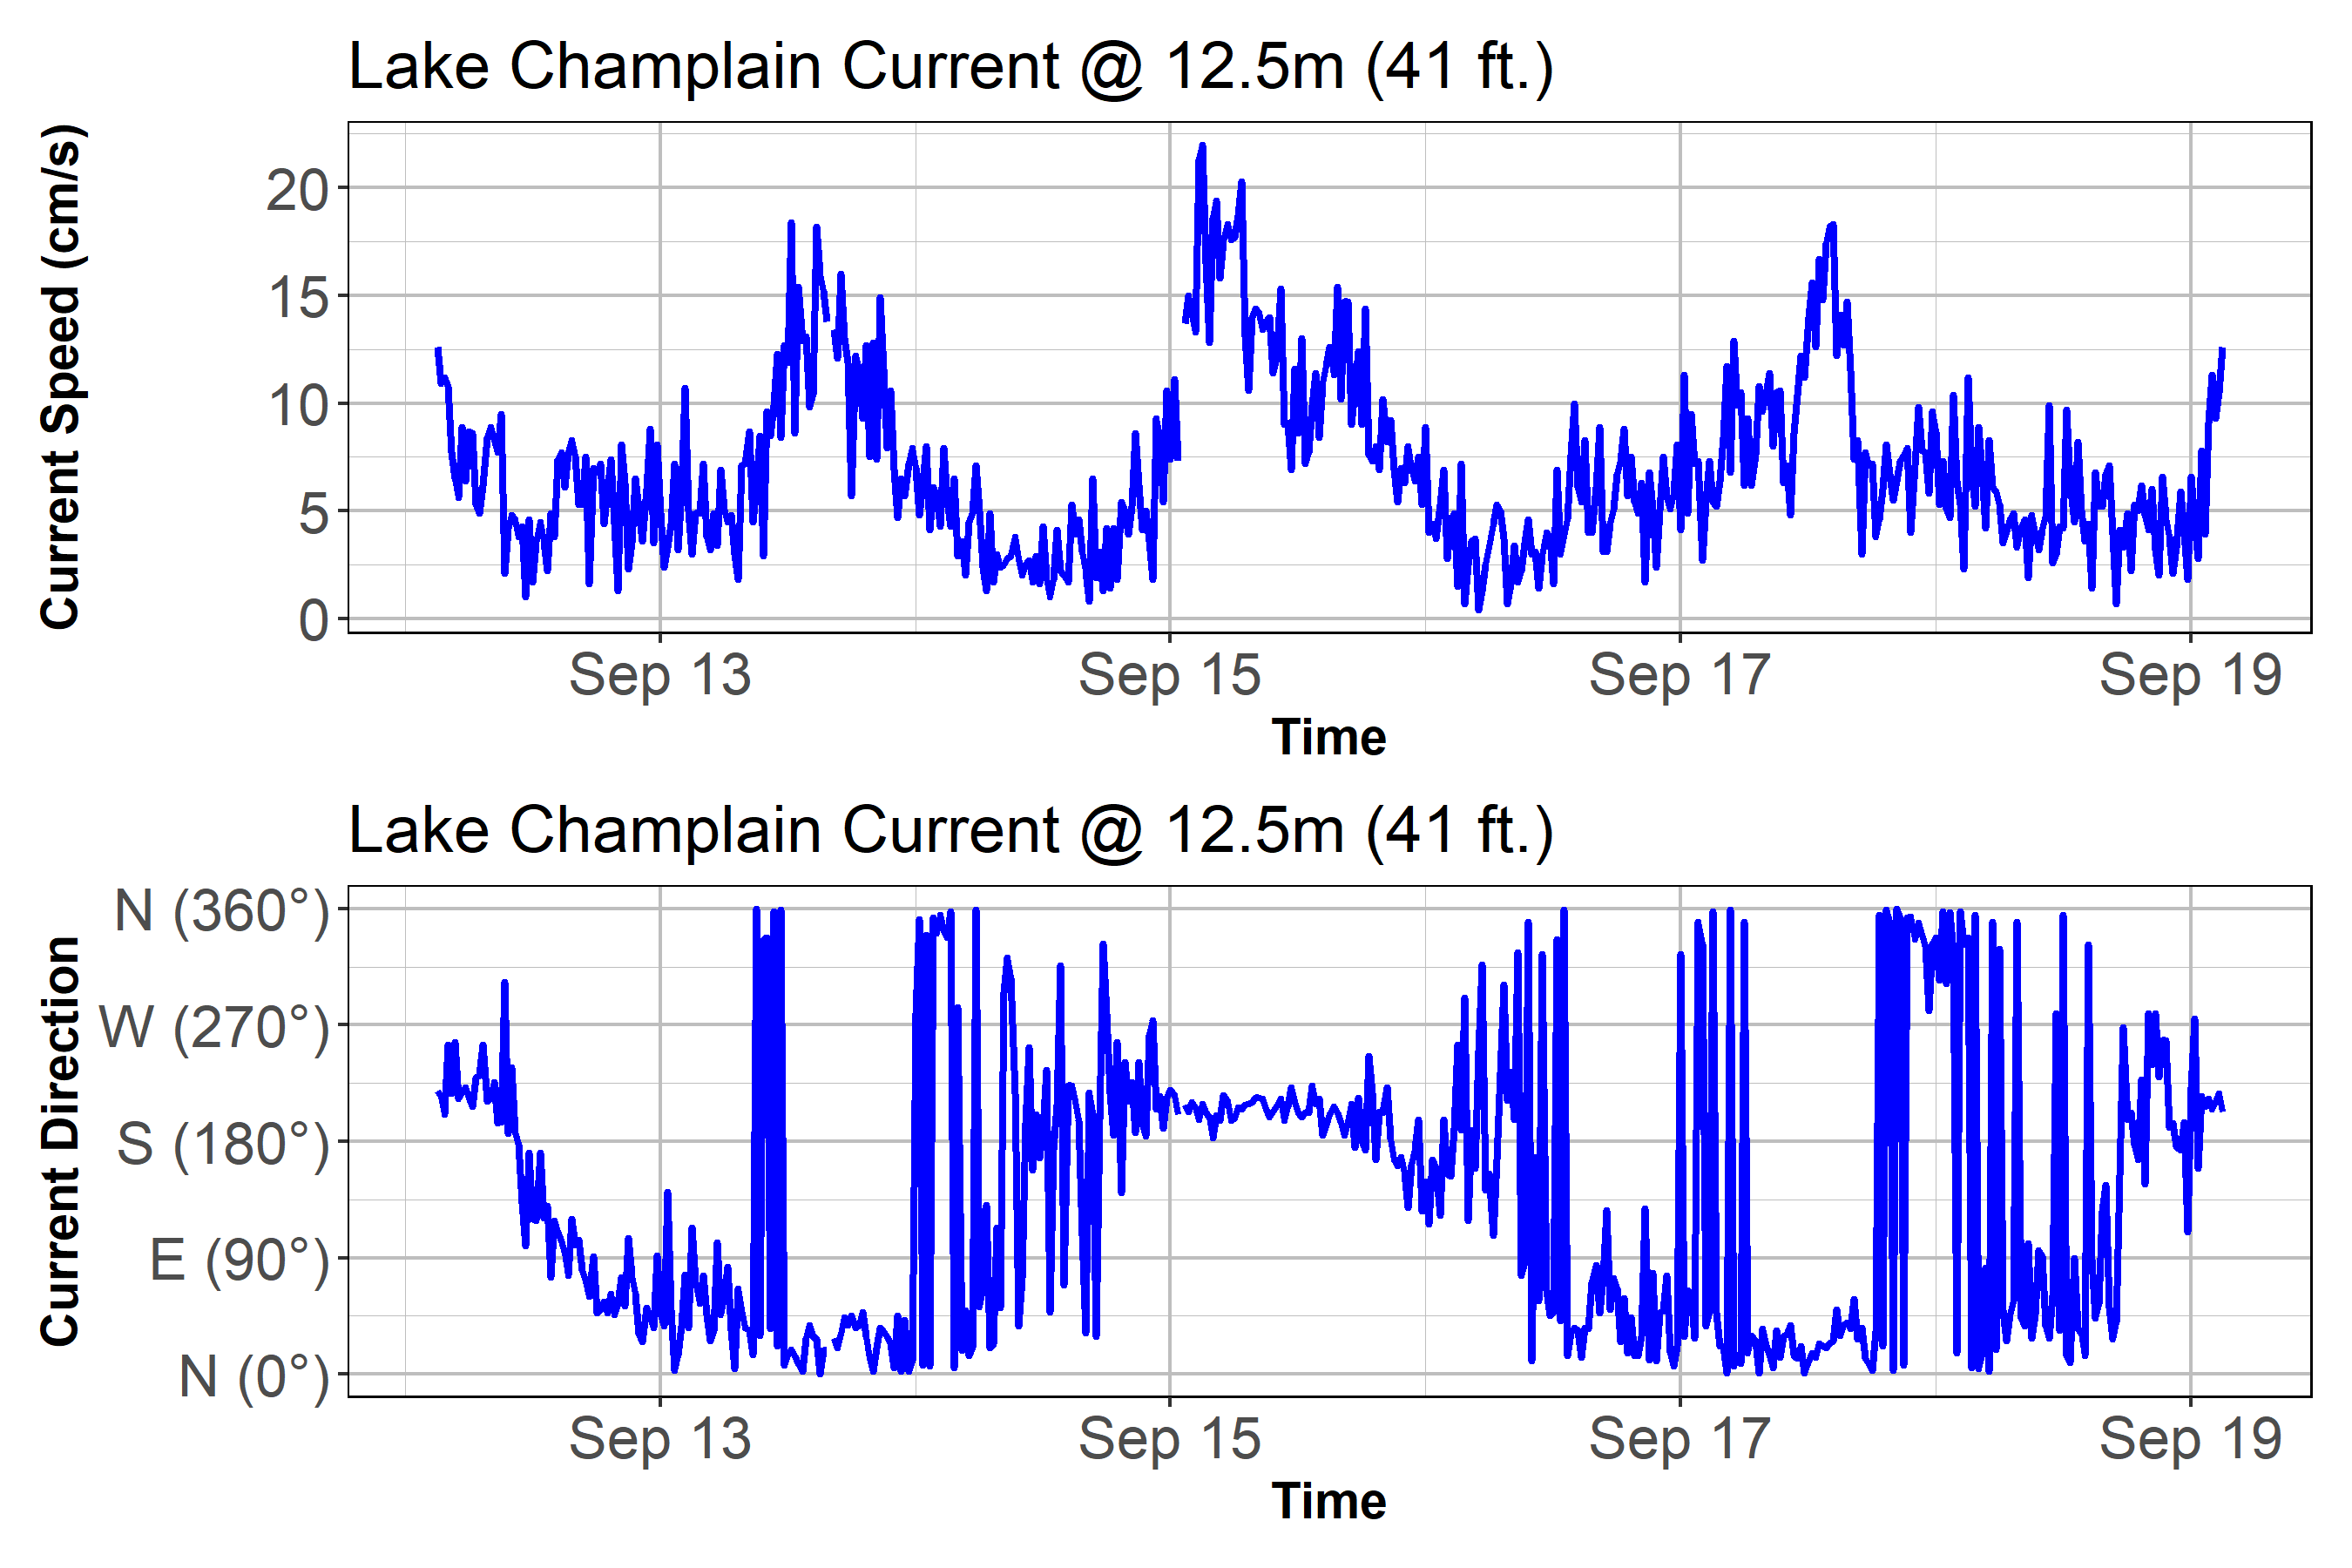 Lake Champlain Current @ 12.5m (41 ft.)
Current Speed (cm/s)
20
15
10
5
0
Sep 13 Sep 15 Sep 17 Sep 19
Time
Lake Champlain Current @ 12.5m (41 ft.)
Current Direction
N (360°)
W (270°)
S (180°)
E (90°)
N (0°)
Sep 13 Sep 15 Sep 17 Sep 19
Time